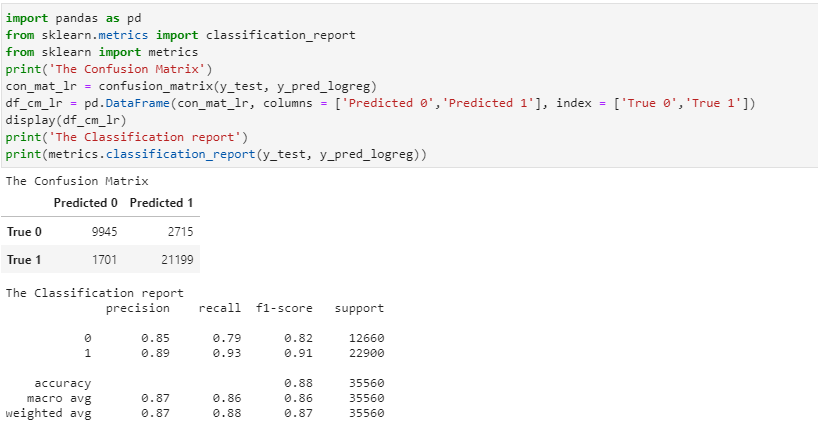 import pandas as pd
from sklearn.metrics import classification_report
from sklearn import metrics
print('The Confusion Matrix')
con_mat_lr = confusion_matrix(y_test, y_pred_logreg)
df_cm_lr = pd.DataFrame(con_mat_lr, columns = ['Predicted 0','Predicted 1'], index = ['True 0','True 1'])
display(df_cm_lr)
print('The Classification report')
print(metrics.classification_report(y_test, y_pred_logreg))
The Confusion Matrix
Predicted 0 Predicted 1
True 0 9945 2715
True 1 1701 21199
The Classification report
precision recall f1-score support
0 0.85 0.79 0.82 12660
1 0.89 0.93 0.91 22900
accuracy 0.88 35560
macro avg 0.87 0.86 0.86 35560
weighted avg 0.87 0.88 0.87 35560